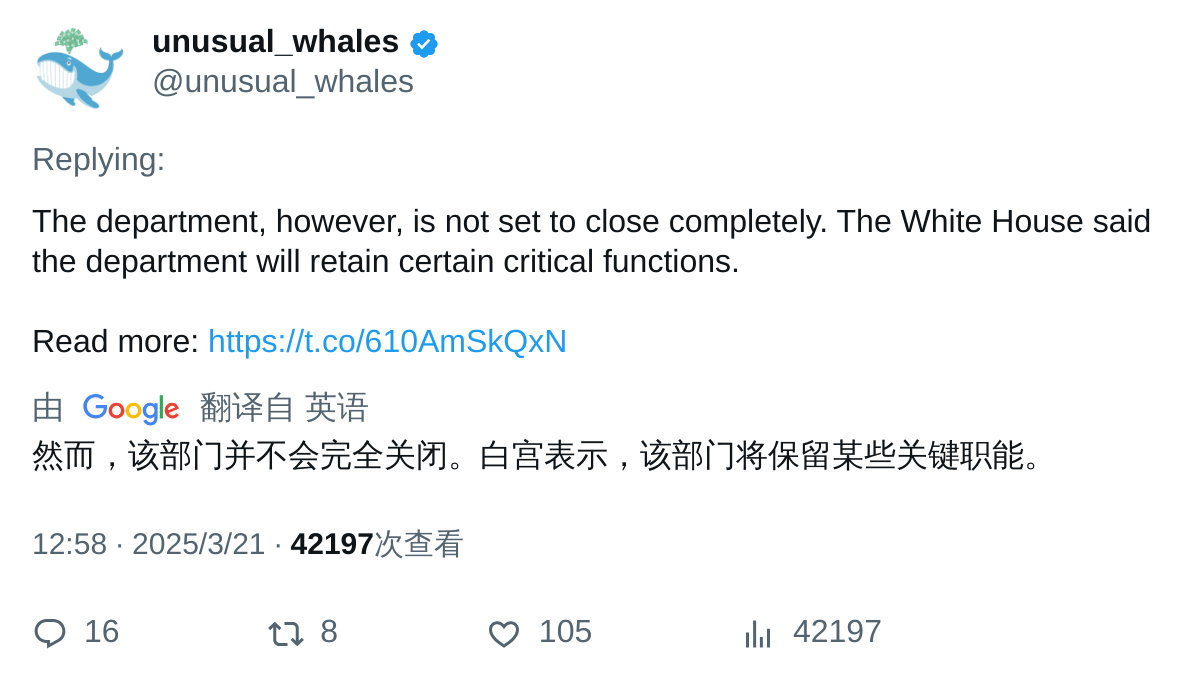 unusual_whales
@unusual_whales
Replying:
The department, however, is not set to close completely. The White House said
the department will retain certain critical functions.
Read more: https://t.co/610AmSkQxN
由 Google 翻译自 英语
然而，该部门并不会完全关闭。白宫表示，该部门将保留某些关键职能。
12:58 · 2025/3/21 · 42197次查看
16 8 105 42197